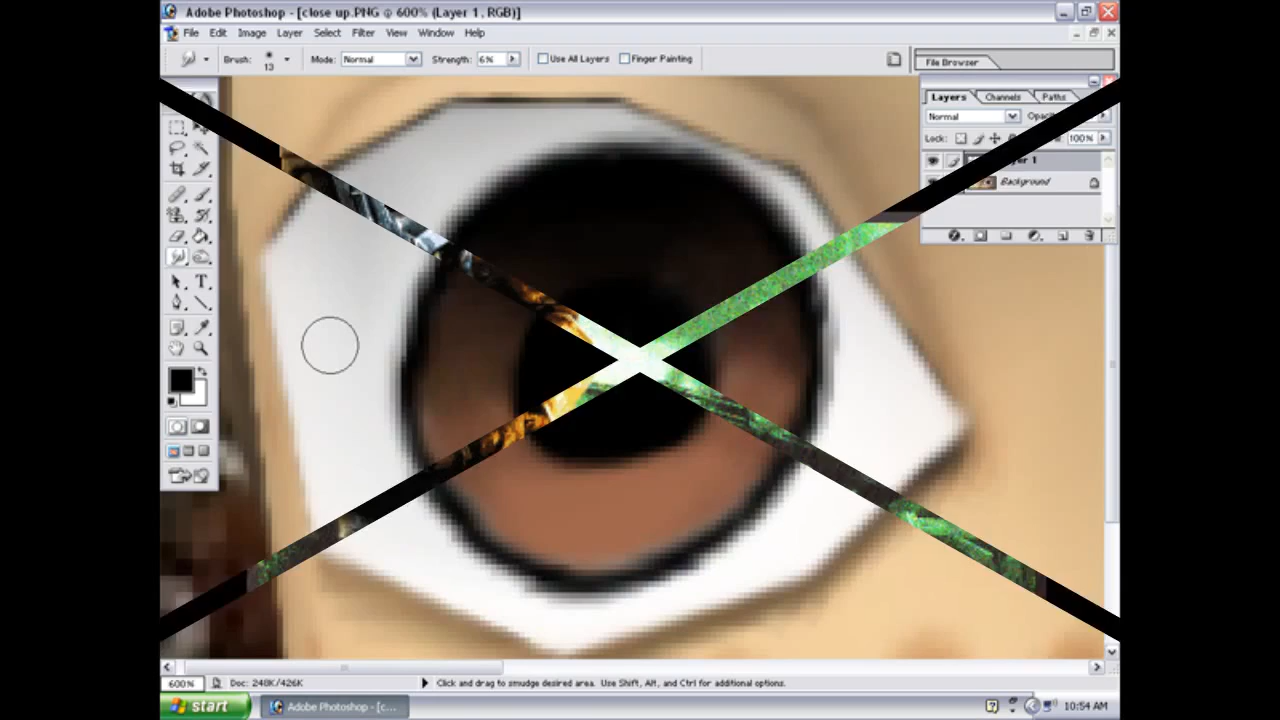 Adobe Photoshop - [close up.PNG @ 600% (Layer 1, RGB)]
File Edit Image Layer Select Filter View Window Help
Brush: 13 Mode: Normal Strength: 6% Use All Layers Finger Painting
File Browser
Layers Channels Paths
Normal Opac
Lock: 100%
yer 1
Background
T
600% Doc: 248K/426K Click and drag to smudge desired area. Use Shift, Alt, and Ctrl for additional options.
start Adobe Photoshop - [c... 10:54 AM